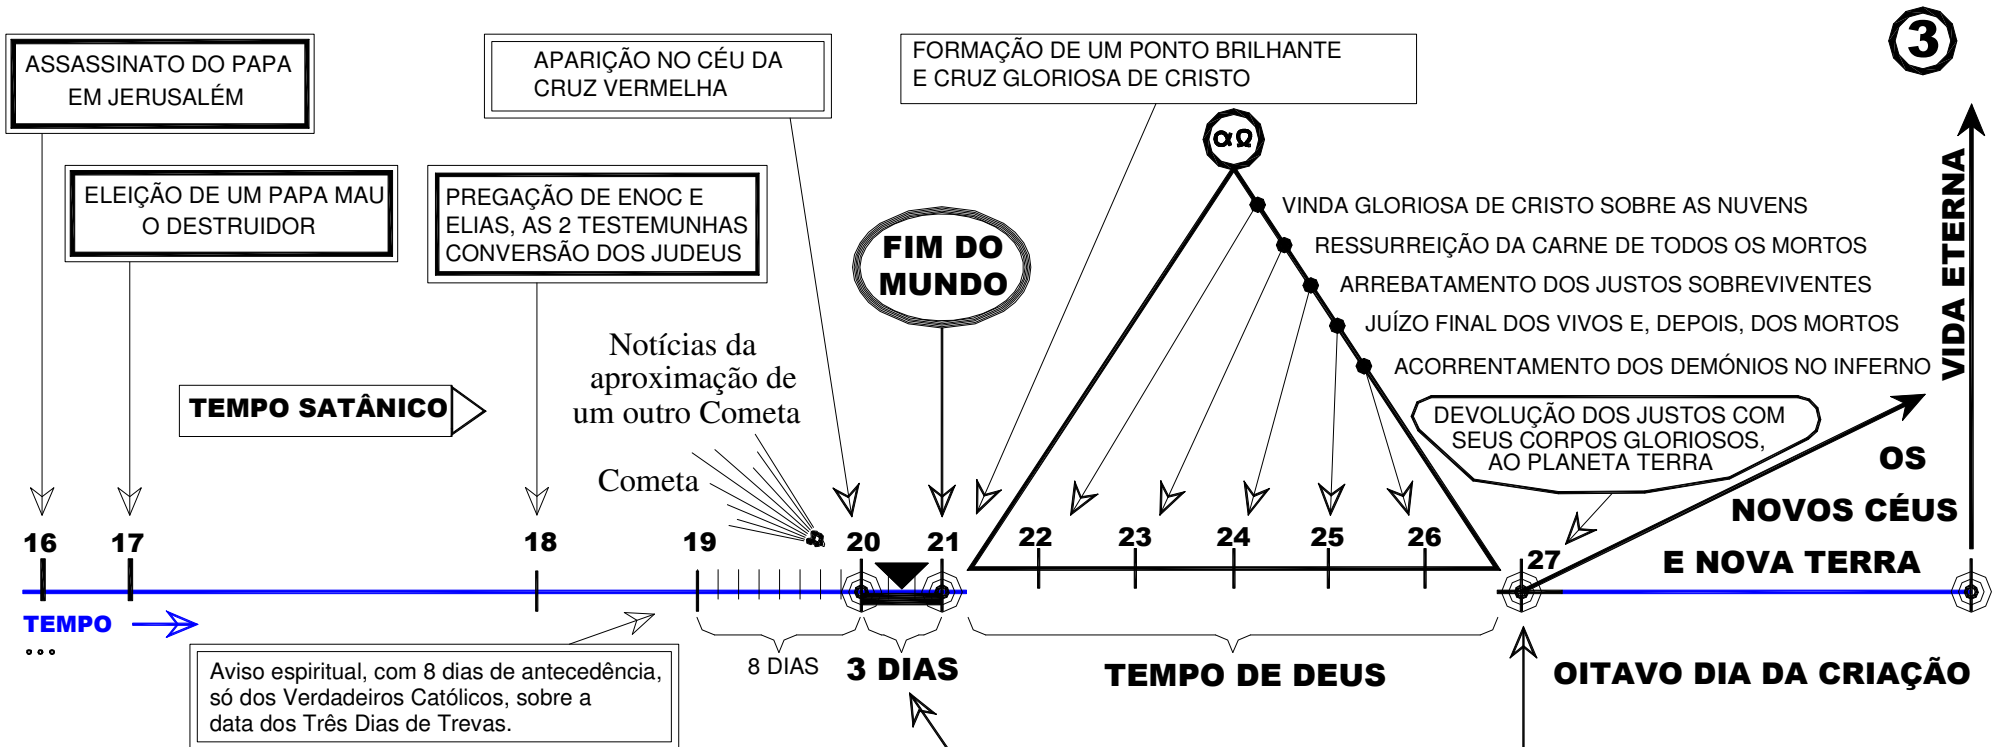 3
ASSASSINATO DO PAPA
EM JERUSALÉM
APARIÇÃO NO CÉU DA
CRUZ VERMELHA
FORMAÇÃO DE UM PONTO BRILHANTE
E CRUZ GLORIOSA DE CRISTO
αΩ
ELEIÇÃO DE UM PAPA MAU
O DESTRUIDOR
PREGAÇÃO DE ENOC E
ELIAS, AS 2 TESTEMUNHAS
CONVERSÃO DOS JUDEUS
FIM DO
MUNDO
VINDA GLORIOSA DE CRISTO SOBRE AS NUVENS
RESSURREIÇÃO DA CARNE DE TODOS OS MORTOS
ARREBATAMENTO DOS JUSTOS SOBREVIVENTES
JUÍZO FINAL DOS VIVOS E, DEPOIS, DOS MORTOS
ACORRENTAMENTO DOS DEMÓNIOS NO INFERNO
VIDA ETERNA
TEMPO SATÂNICO
Notícias da
aproximação de
um outro Cometa
Cometa
DEVOLUÇÃO DOS JUSTOS COM
SEUS CORPOS GLORIOSOS,
AO PLANETA TERRA
OS
NOVOS CÉUS
E NOVA TERRA
16 17 18 19 20 21 22 23 24 25 26 27
TEMPO
...
8 DIAS
3 DIAS
TEMPO DE DEUS
OITAVO DIA DA CRIAÇÃO
Aviso espiritual, com 8 dias de antecedência,
só dos Verdadeiros Católicos, sobre a
data dos Três Dias de Trevas.